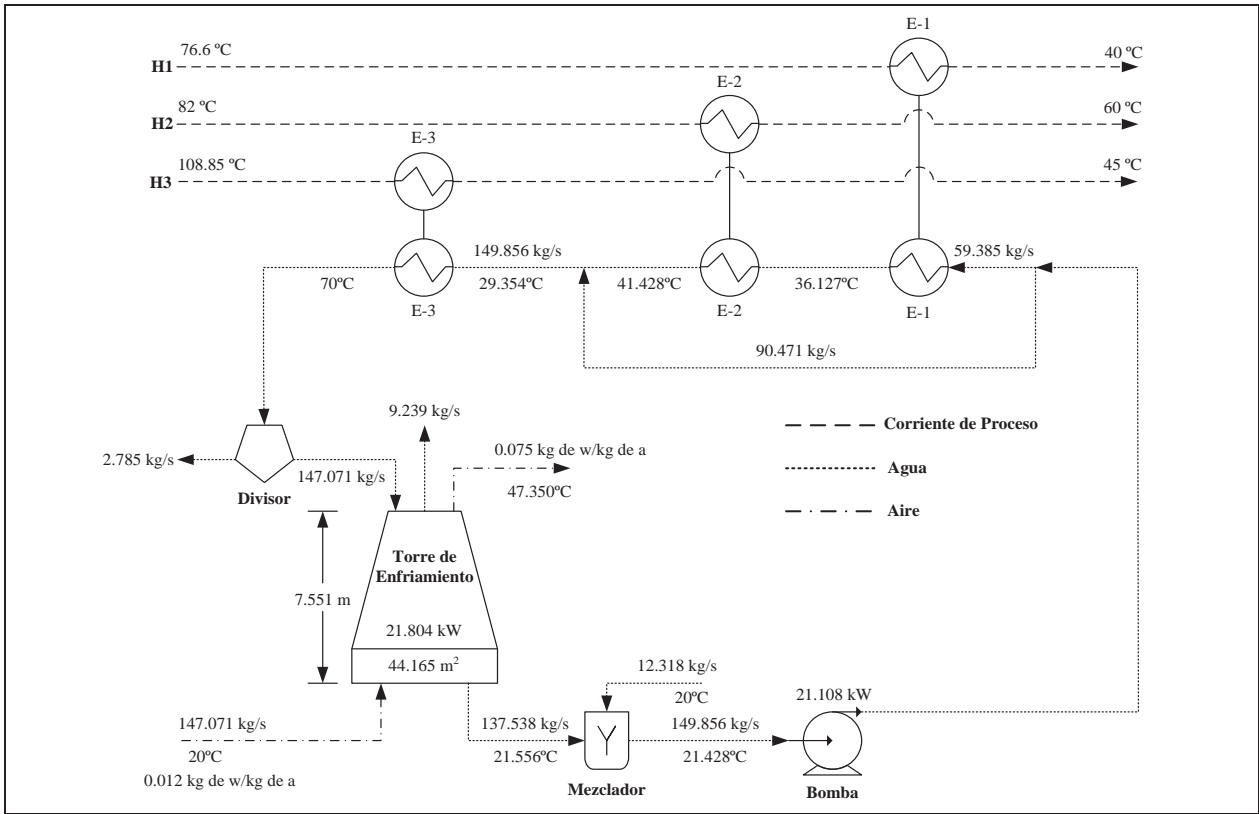 E-1
76.6 ºC
40 ºC
H1
E-2
82 ºC
60 ºC
H2
E-3
108.85 ºC
45 ºC
H3
149.856 kg/s
59.385 kg/s
70ºC
29.354ºC
41.428ºC
36.127ºC
E-3
E-2
E-1
90.471 kg/s
9.239 kg/s
Corriente de Proceso
0.075 kg de w/kg de a
2.785 kg/s
147.071 kg/s
Agua
47.350ºC
Divisor
Aire
Torre de
Enfriamiento
7.551 m
21.804 kW
44.165 m²
12.318 kg/s
20ºC
21.108 kW
147.071 kg/s
137.538 kg/s
149.856 kg/s
20ºC
21.556ºC
21.428ºC
0.012 kg de w/kg de a
Mezclador
Bomba